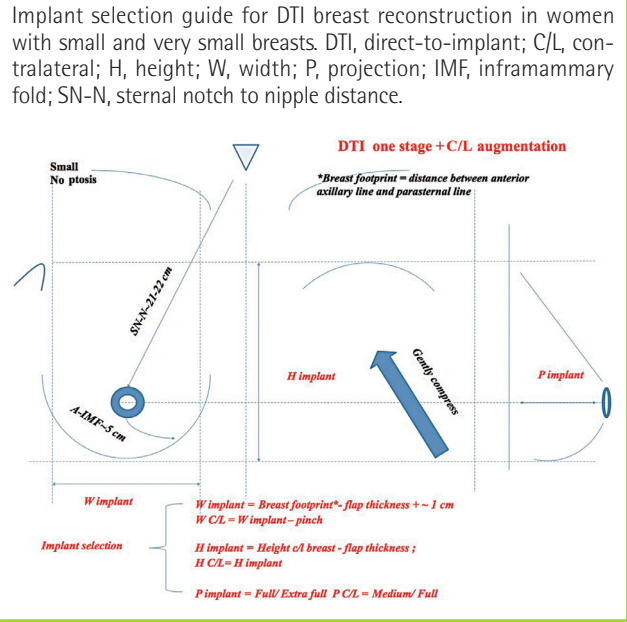 Implant selection guide for DTI breast reconstruction in women
with small and very small breasts. DTI, direct-to-implant; C/L, con-
tralateral; H, height; W, width; P, projection; IMF, inframammary
fold; SN-N, sternal notch to nipple distance.
DTI one stage + C/L augmentation
Small
No ptosis
*Breast footprint = distance between anterior
axillary line and parasternal line
SN-N~21-22 cm
H implant
Gently compress
P implant
A-IMF~5 cm
W implant
W implant = Breast footprint*- flap thickness + ~ 1 cm
W C/L = W implant – pinch
Implant selection
H implant = Height c/l breast - flap thickness ;
H C/L= H implant
P implant = Full/ Extra full P C/L = Medium/ Full